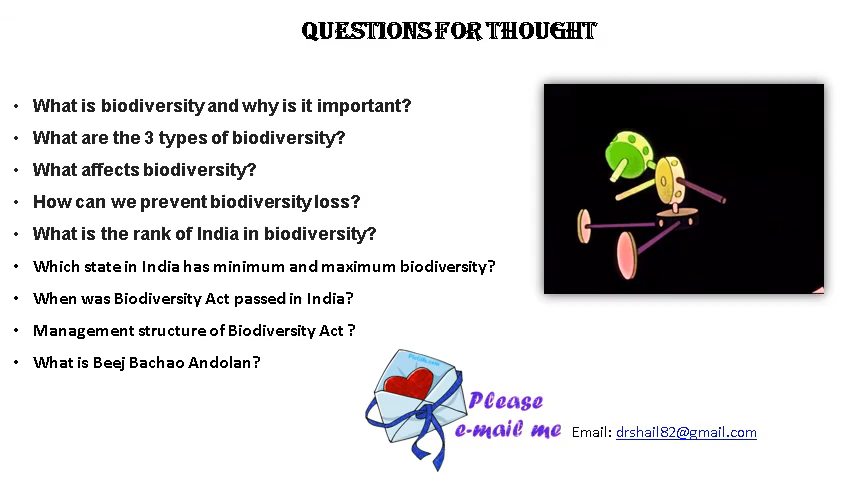 QUESTIONS FOR THOUGHT
• What is biodiversity and why is it important?
• What are the 3 types of biodiversity?
• What affects biodiversity?
• How can we prevent biodiversity loss?
• What is the rank of India in biodiversity?
• Which state in India has minimum and maximum biodiversity?
• When was Biodiversity Act passed in India?
• Management structure of Biodiversity Act ?
• What is Beej Bachao Andolan?
Please
e-mail me
Email: drshail82@gmail.com